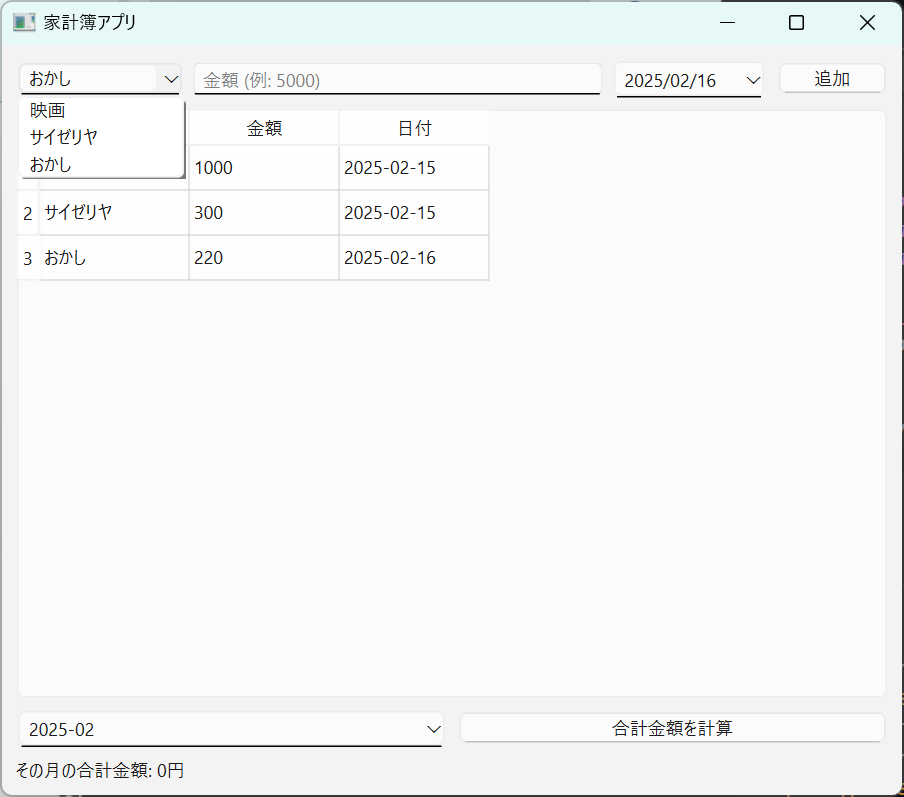 家計簿アプリ
おかし 金額 (例: 5000) 2025/02/16 追加
映画
サイゼリヤ
おかし
金額 日付
1000 2025-02-15
2 サイゼリヤ 300 2025-02-15
3 おかし 220 2025-02-16
2025-02 合計金額を計算
その月の合計金額: 0円